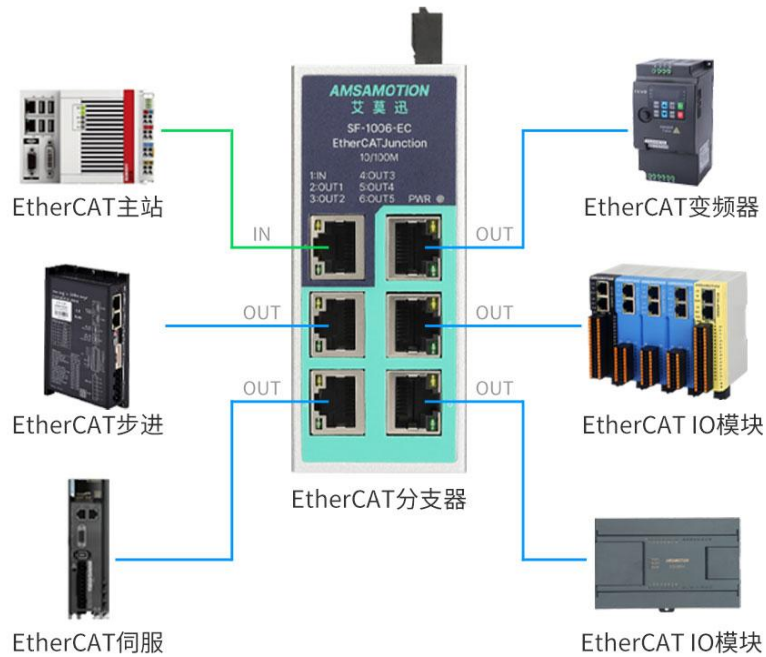 AMSAMOTION
艾莫迅
SF-1006-EC
EtherCATJunction
10/100M
1:IN 4:OUT3
2:OUT1 5:OUT4
3:OUT2 6:OUT5 PWR
EtherCAT主站
EtherCAT变频器
IN
OUT
OUT
OUT
EtherCAT步进
EtherCAT IO模块
OUT
OUT
EtherCAT分支器
EtherCAT伺服
EtherCAT IO模块